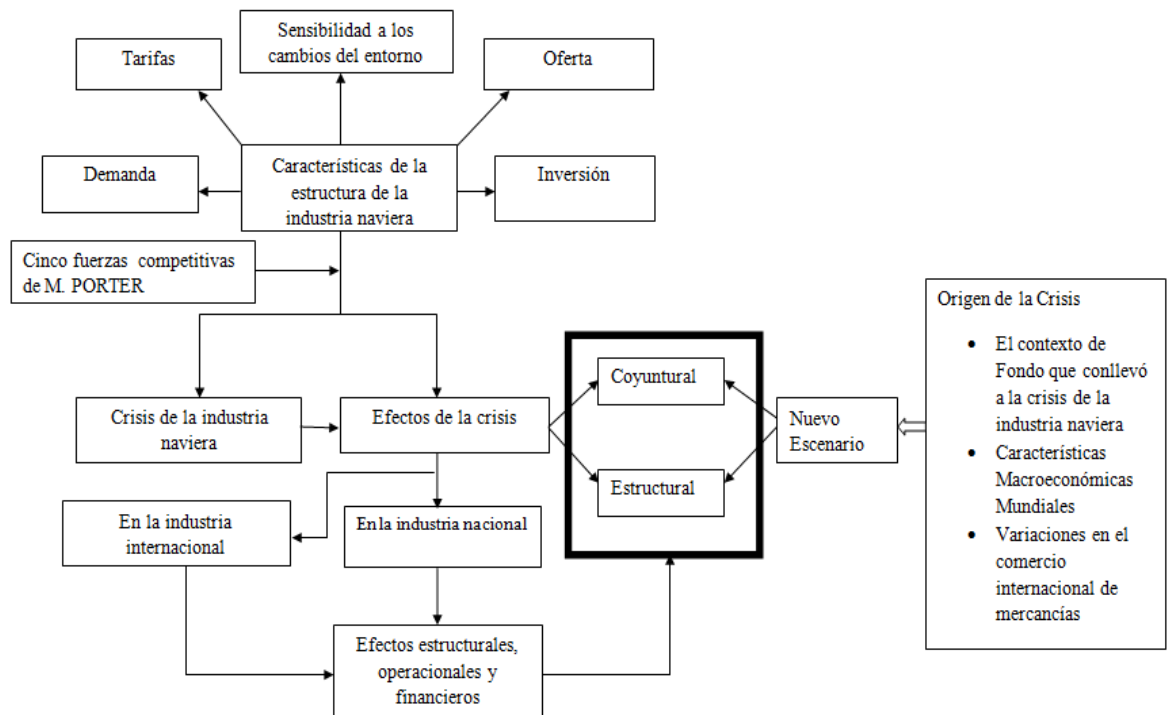 Sensibilidad a los
cambios del entorno
Tarifas
Oferta
Demanda
Características de la
estructura de la
industria naviera
Inversión
Cinco fuerzas competitivas
de M. PORTER
Origen de la Crisis
• El contexto de
Fondo que conllevó
a la crisis de la
industria naviera
• Características
Macroeconómicas
Mundiales
• Variaciones en el
comercio
internacional de
mercancías
Coyuntural
Crisis de la industria
naviera
Efectos de la crisis
Nuevo
Escenario
Estructural
En la industria
internacional
En la industria nacional
Efectos estructurales,
operacionales y
financieros